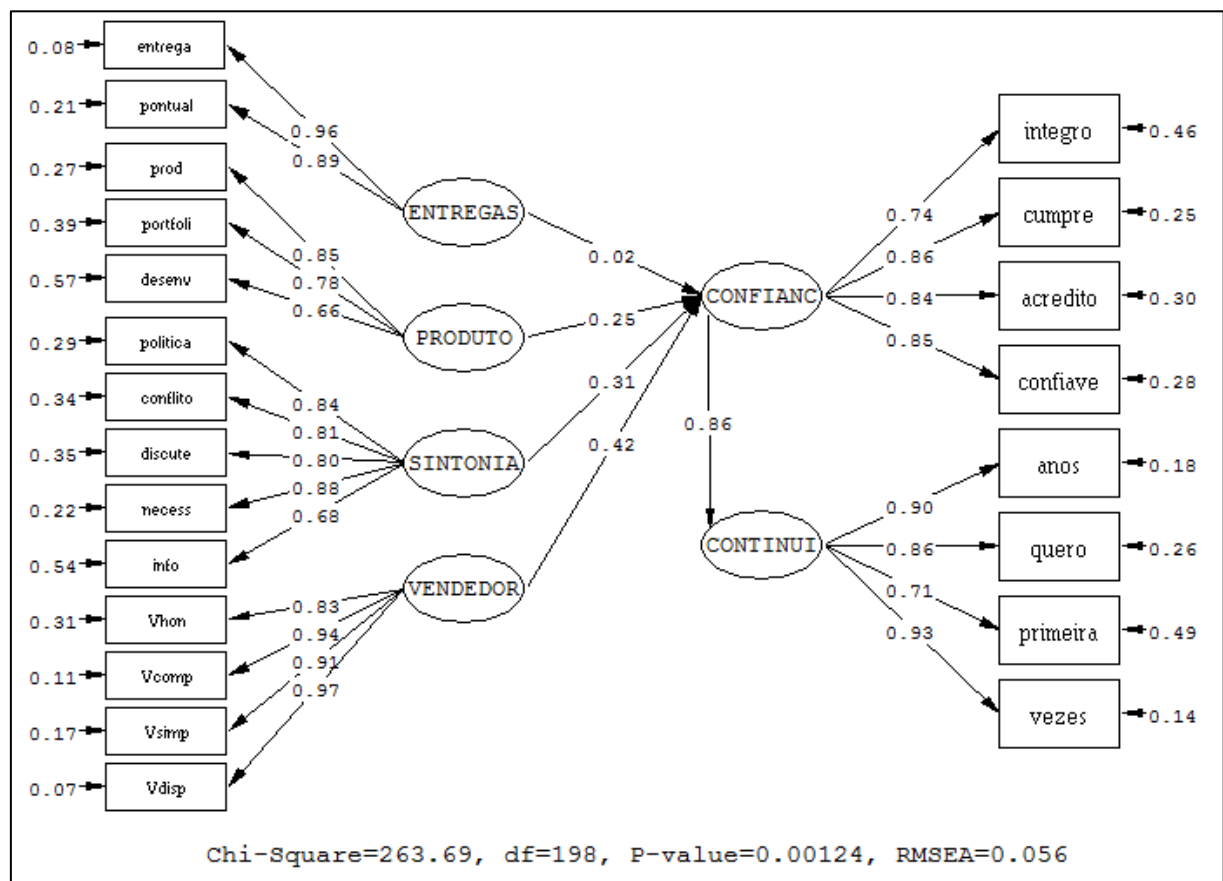 0.08 entrega
0.21 pontual
0.27 prod
0.39 portfoli
0.57 desenv
0.29 politica
0.34 conflito
0.35 discute
0.22 necess
0.54 info
0.31 Vhon
0.11 Vcomp
0.17 Vsimp
0.07 Vdisp
0.96
0.89
0.85
0.78
0.66
0.84
0.81
0.80
0.88
0.68
0.83
0.94
0.91
0.97
ENTREGAS
PRODUTO
SINTONIA
VENDEDOR
0.02
0.25
0.31
0.42
CONFIANC
0.86
CONTINUI
0.74
0.86
0.84
0.85
0.90
0.86
0.71
0.93
integro 0.46
cumpre 0.25
acredito 0.30
confiave 0.28
anos 0.18
quero 0.26
primeira 0.49
vezes 0.14
Chi-Square=263.69, df=198, P-value=0.00124, RMSEA=0.056